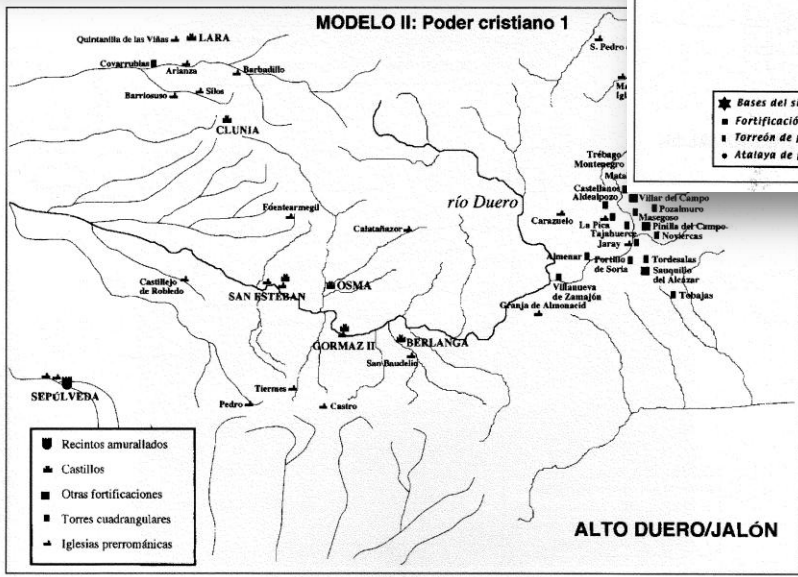 MODELO II: Poder cristiano 1
Quintanilla de las Viñas
LARA
Covarrubias
Arlanza
Barbadillo
Barriosuso
Silos
CLUNIA
S. Pedro
Bases del
Fortificació
Torreón de
Atalaya de
Trébago
Montenegro
Castellanos
Aldealpozo
Villar del Campo
Pozalmuro
Masegoso
La Pica
Pinilla del Campo
Tajahuerce
Noviercas
Jaray
río Duero
Carazuelo
Fuentearmegil
Calatañazor
Almenar
Portillo
de Soria
Tordesalas
Sauquillo
del Alcázar
Castillejo
de Robledo
SAN ESTEBAN
OSMA
Villanueva
de Zamajón
Tobajas
Granja de Almonacid
GORMAZ II
BERLANGA
San Baudelio
SEPÚLVEDA
Tiermes
Pedro
Castro
Recintos amurallados
Castillos
Otras fortificaciones
Torres cuadrangulares
Iglesias prerrománicas
ALTO DUERO/JALÓN